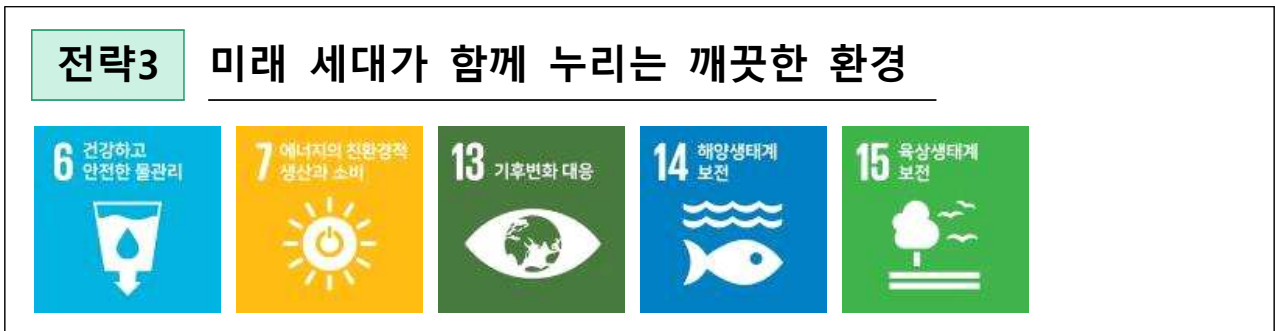 전략3 미래 세대가 함께 누리는 깨끗한 환경
6 건강하고
안전한 물관리
7 에너지의 친환경적
생산과 소비
13 기후변화 대응
14 해양생태계
보전
15 육상생태계
보전